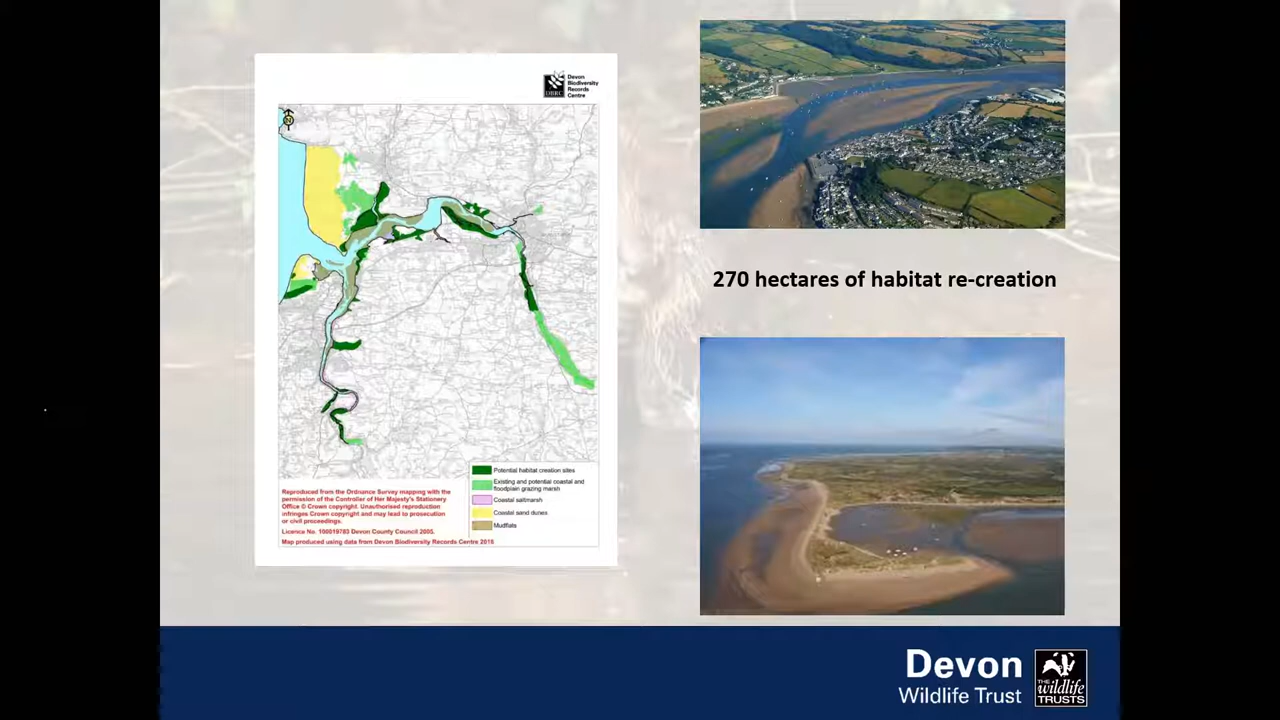 Devon
Biodiversity
Records
Centre
DBRC
N
Potential habitat creation sites
Existing and potential coastal and
floodplain grazing marsh
Coastal saltmarsh
Coastal sand dunes
Mudflats
Reproduced from the Ordnance Survey mapping with the
permission of the Controller of Her Majesty's Stationery
Office © Crown copyright. Unauthorised reproduction
infringes Crown copyright and may lead to prosecution
or civil proceedings.
Licence No. 100019783 Devon County Council 2005.
Map produced using data from Devon Biodiversity Records Centre 2015
270 hectares of habitat re-creation
Devon
Wildlife Trust
THE
wildlife
TRUSTS